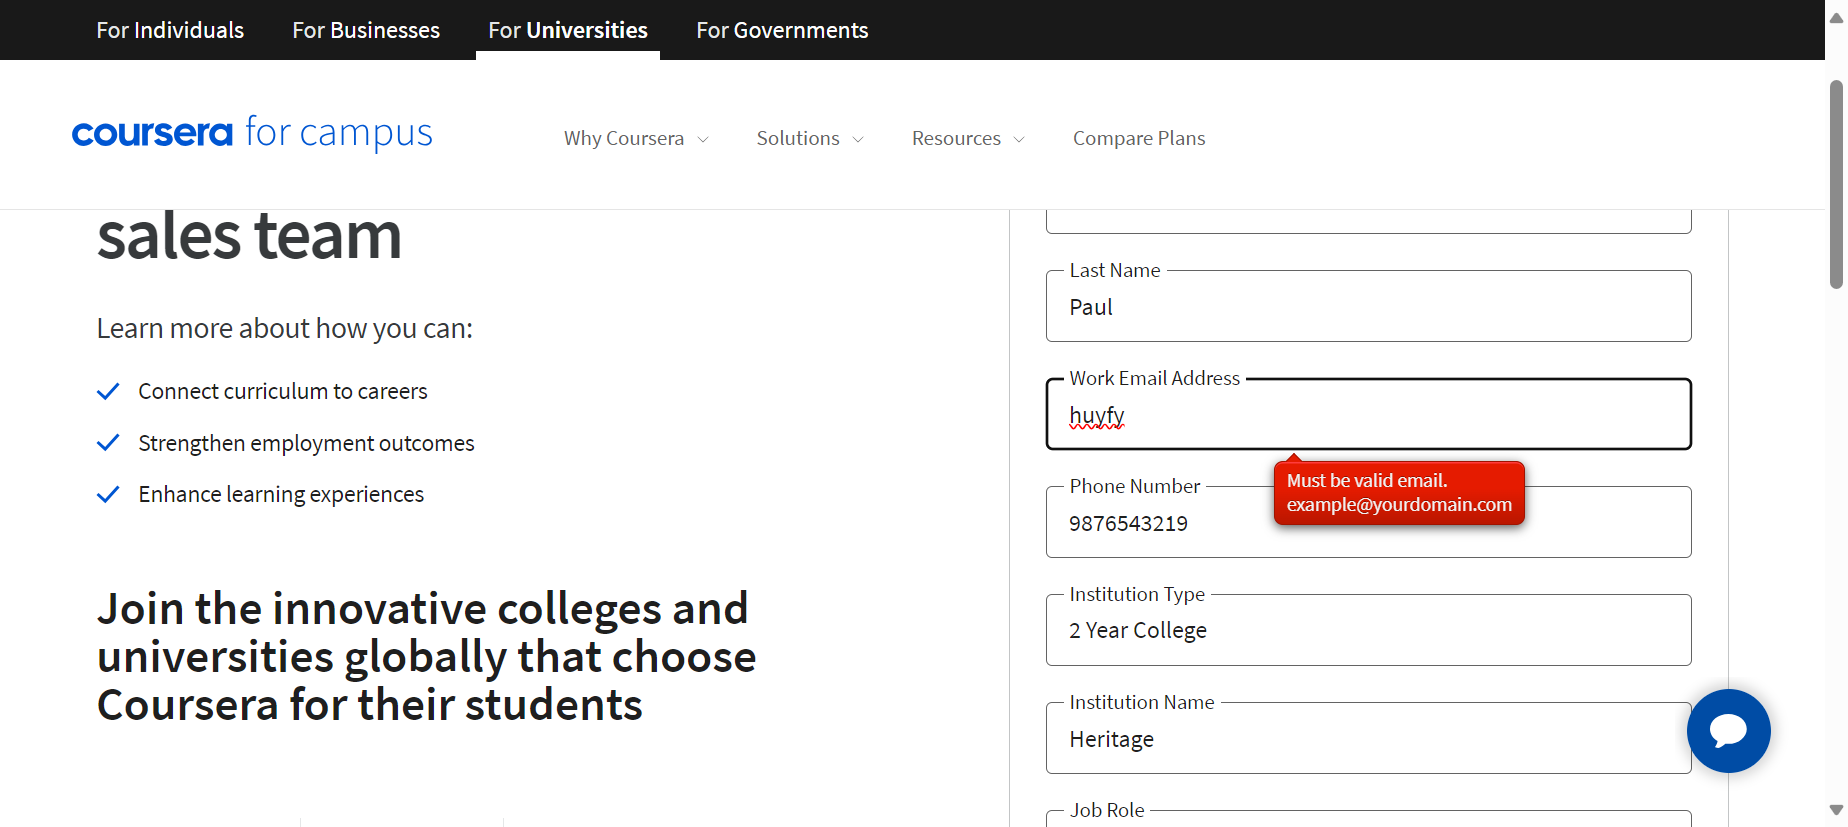 For Individuals
For Businesses
For Universities
For Governments
coursera for campus
Why Coursera
Solutions
Resources
Compare Plans
sales team
Learn more about how you can:
Connect curriculum to careers
Strengthen employment outcomes
Enhance learning experiences
Join the innovative colleges and
universities globally that choose
Coursera for their students
Last Name
Paul
Work Email Address
huyfy
Must be valid email.
example@yourdomain.com
Phone Number
9876543219
Institution Type
2 Year College
Institution Name
Heritage
Job Role